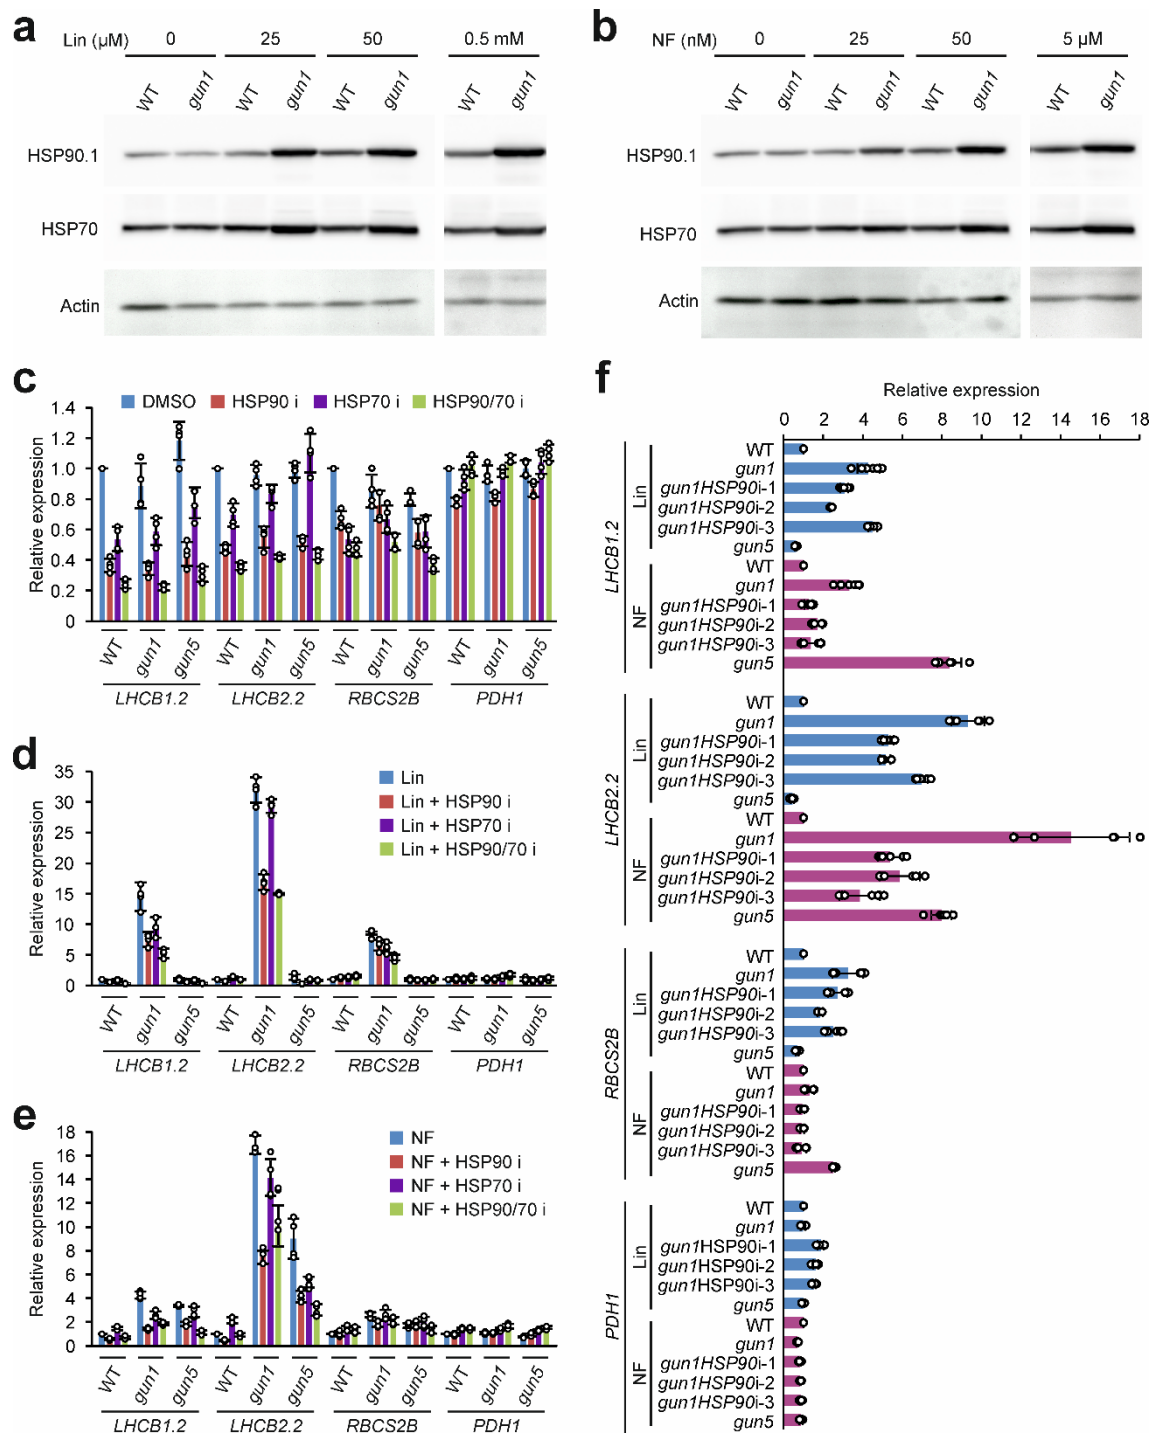 a
Lin (µM) 0 25 50 0.5 mM
WT gun1 WT gun1 WT gun1 WT gun1
HSP90.1
HSP70
Actin
b
NF (nM) 0 25 50 5 µM
WT gun1 WT gun1 WT gun1 WT gun1
HSP90.1
HSP70
Actin
c
DMSO HSP90 i HSP70 i HSP90/70 i
Relative expression
1.4
1.2
1.0
0.8
0.6
0.4
0.2
0
WT gun1 gun5 WT gun1 gun5 WT gun1 gun5 WT gun1 gun5
LHCB1.2 LHCB2.2 RBCS2B PDH1
d
Lin
Lin + HSP90 i
Lin + HSP70 i
Lin + HSP90/70 i
Relative expression
35
30
25
20
15
10
5
0
WT gun1 gun5 WT gun1 gun5 WT gun1 gun5 WT gun1 gun5
LHCB1.2 LHCB2.2 RBCS2B PDH1
e
NF
NF + HSP90 i
NF + HSP70 i
NF + HSP90/70 i
Relative expression
18
16
14
12
10
8
6
4
2
0
WT gun1 gun5 WT gun1 gun5 WT gun1 gun5 WT gun1 gun5
LHCB1.2 LHCB2.2 RBCS2B PDH1
f
Relative expression
0 2 4 6 8 10 12 14 16 18
LHCB1.2
Lin
WT
gun1
gun1HSP90i-1
gun1HSP90i-2
gun1HSP90i-3
gun5
NF
WT
gun1
gun1HSP90i-1
gun1HSP90i-2
gun1HSP90i-3
gun5
LHCB2.2
Lin
WT
gun1
gun1HSP90i-1
gun1HSP90i-2
gun1HSP90i-3
gun5
NF
WT
gun1
gun1HSP90i-1
gun1HSP90i-2
gun1HSP90i-3
gun5
RBCS2B
Lin
WT
gun1
gun1HSP90i-1
gun1HSP90i-2
gun1HSP90i-3
gun5
NF
WT
gun1
gun1HSP90i-1
gun1HSP90i-2
gun1HSP90i-3
gun5
PDH1
Lin
WT
gun1
gun1HSP90i-1
gun1HSP90i-2
gun1HSP90i-3
gun5
NF
WT
gun1
gun1HSP90i-1
gun1HSP90i-2
gun1HSP90i-3
gun5